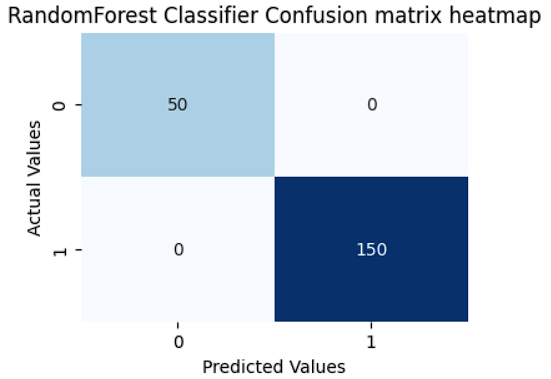 RandomForest Classifier Confusion matrix heatmap
0
50
0
Actual Values
1
0
150
0
1
Predicted Values